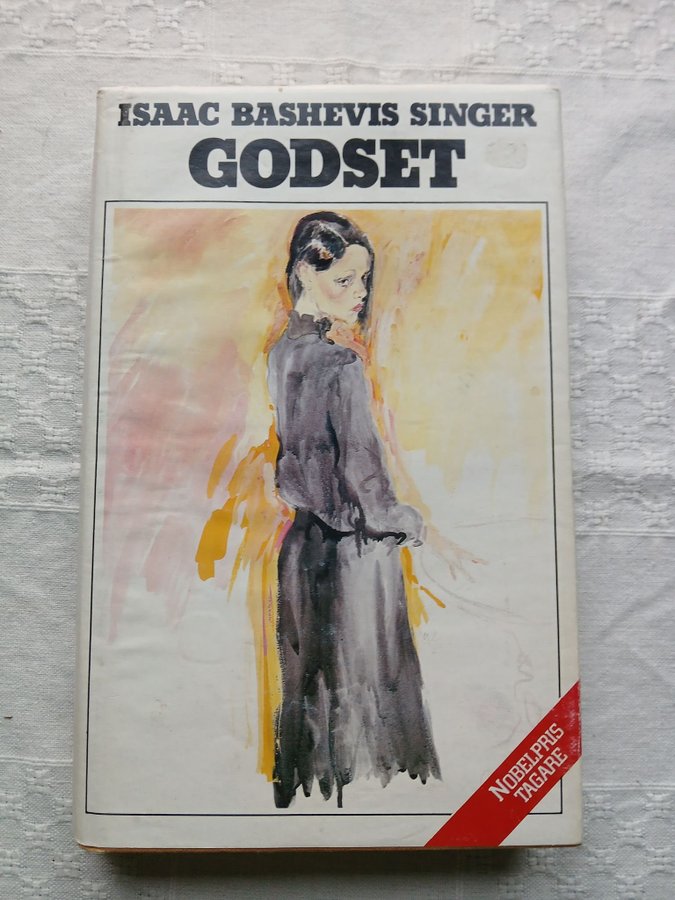 ISAAC BASHEVIS SINGER
GODSET
NOBELPRIS
TAGARE